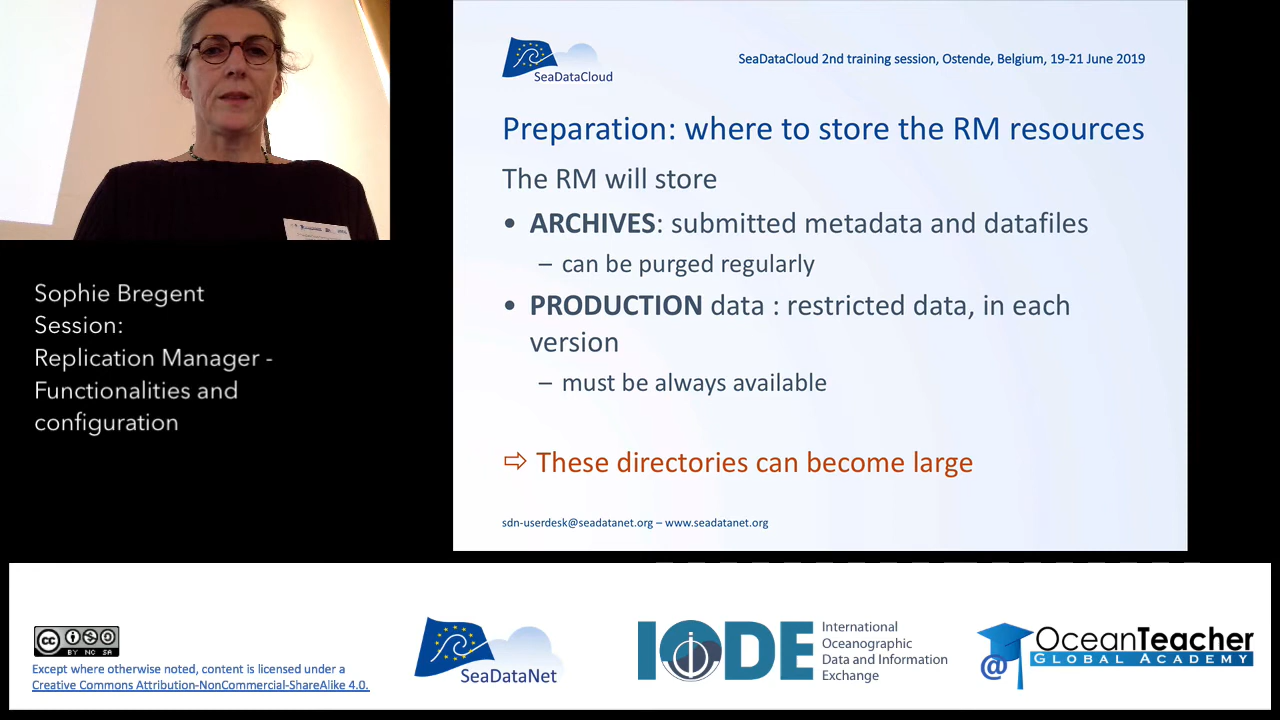 SeaDataCloud
SeaDataCloud 2nd training session, Ostende, Belgium, 19-21 June 2019
Preparation: where to store the RM resources
The RM will store
• ARCHIVES: submitted metadata and datafiles
– can be purged regularly
• PRODUCTION data : restricted data, in each
version
– must be always available
⇨ These directories can become large
sdn-userdesk@seadatanet.org – www.seadatanet.org
Sophie Bregent
Session:
Replication Manager -
Functionalities and
configuration
cc
BY NC SA
Except where otherwise noted, content is licensed under a
Creative Commons Attribution-NonCommercial-ShareAlike 4.0.
SeaDataNet
IODE
International
Oceanographic
Data and Information
Exchange
@ OceanTeacher
GLOBAL ACADEMY